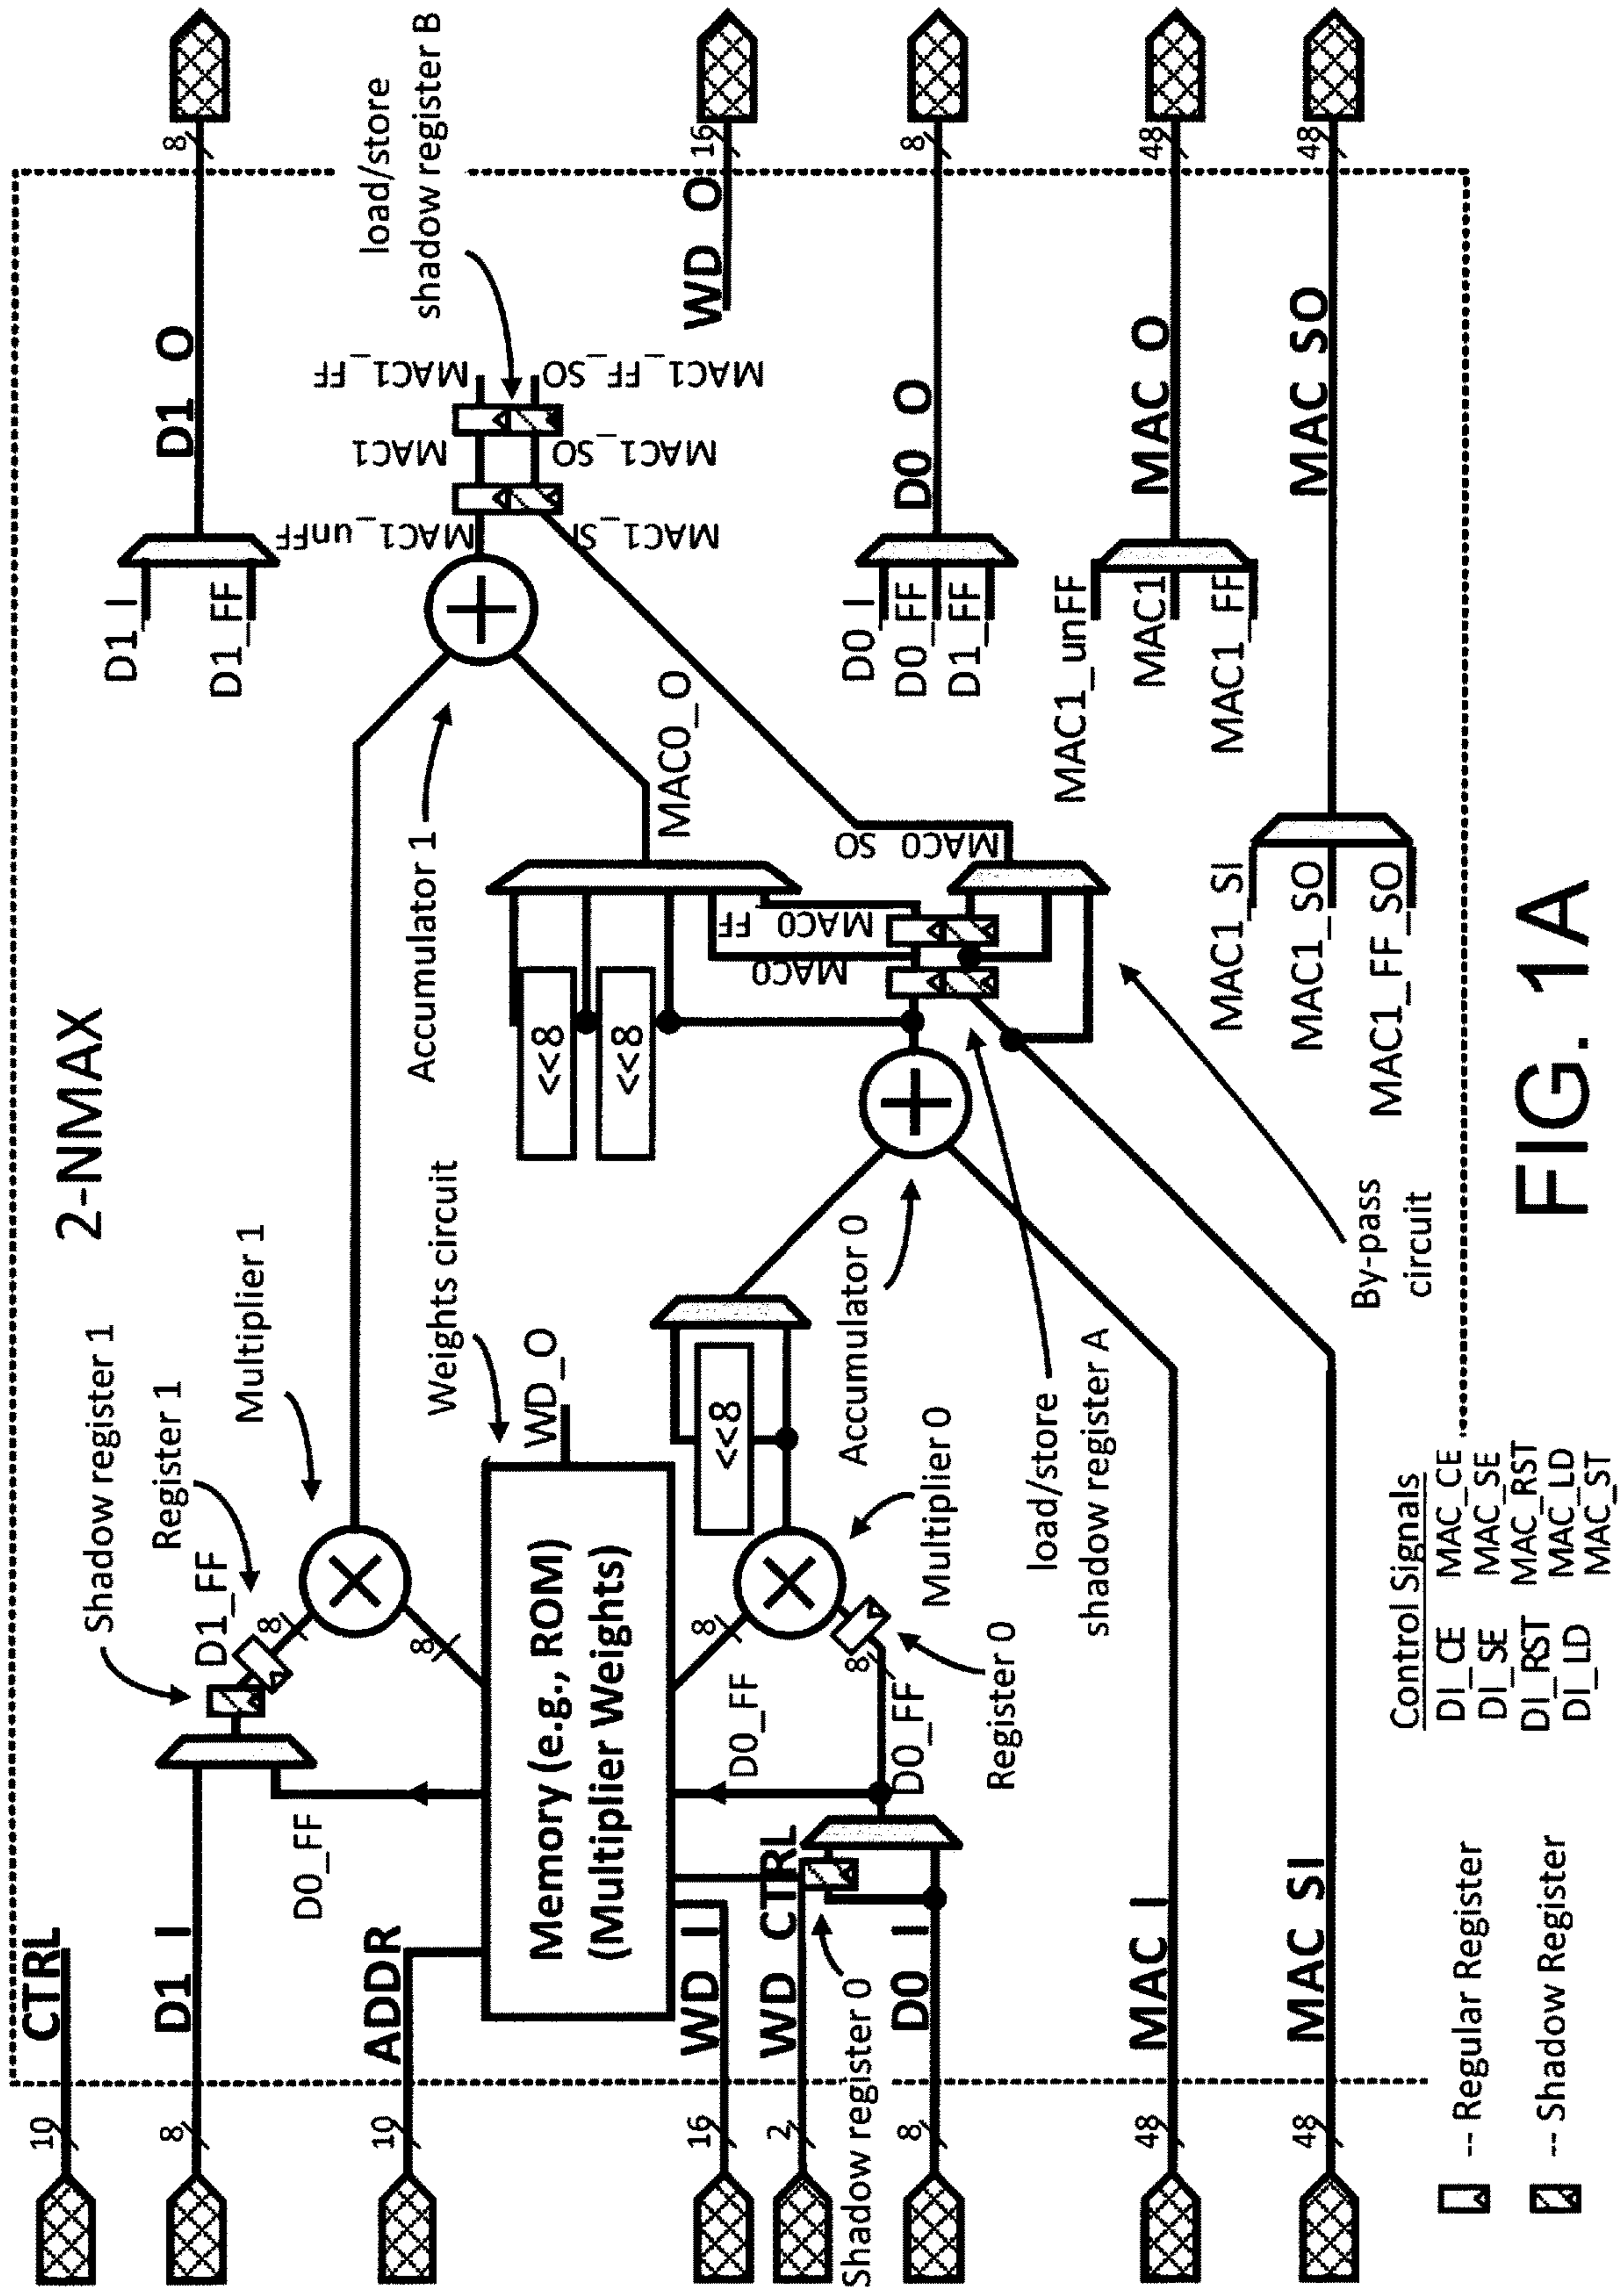 2-NMAX
CTRL
10
D1_I
8
D0_FF
Shadow register 1
Register 1
D1_FF
8
8
Multiplier 1
ADDR
10
Memory (e.g., ROM)
(Multiplier Weights)
Weights circuit
WD_O
WD_I
16
WD_CTRL
2
Shadow register 0
D0_I
8
D0_FF
D0_FF
8
8
Register 0
Multiplier 0
<<8
Accumulator 0
load/store
shadow register A
MAC_I
48
MAC_SI
48
By-pass
circuit
<<8
<<8
MAC0
MAC0_FF
MAC0_SO
MAC0_O
Accumulator 1
MAC1_unFF
MAC1_SI
MAC1
MAC1_SO
MAC1_FF
MAC1_FF_SO
load/store
shadow register B
D1_I
D1_FF
D1_O
8
WD_O
16
D0_I
D0_FF
D1_FF
D0_O
8
MAC1_unFF
MAC1
MAC1_FF
MAC_O
48
MAC1_SI
MAC1_SO
MAC1_FF_SO
MAC_SO
48
-- Regular Register
-- Shadow Register
Control Signals
DI_CE MAC_CE
DI_SE MAC_SE
DI_RST MAC_RST
DI_LD MAC_LD
MAC_ST
FIG. 1A